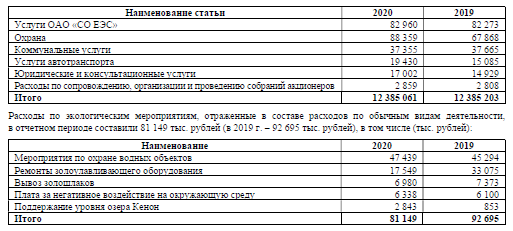 Наименование статьи 2020 2019
Услуги ОАО «СО ЕЭС» 82 960 82 273
Охрана 88 359 67 868
Коммунальные услуги 37 355 37 665
Услуги автотранспорта 19 430 15 085
Юридические и консультационные услуги 17 002 14 929
Расходы по сопровождению, организации и проведению собраний акционеров 2 859 2 808
Итого 12 385 061 12 385 203
Расходы по экологическим мероприятиям, отраженные в составе расходов по обычным видам деятельности,
в отчетном периоде составили 81 149 тыс. рублей (в 2019 г. – 92 695 тыс. рублей), в том числе (тыс. рублей):
Наименование 2020 2019
Мероприятия по охране водных объектов 47 439 45 294
Ремонты золоулавливающего оборудования 17 549 33 075
Вывоз золошлаков 6 980 7 373
Плата за негативное воздействие на окружающую среду 6 338 6 100
Поддержание уровня озера Кенон 2 843 853
Итого 81 149 92 695